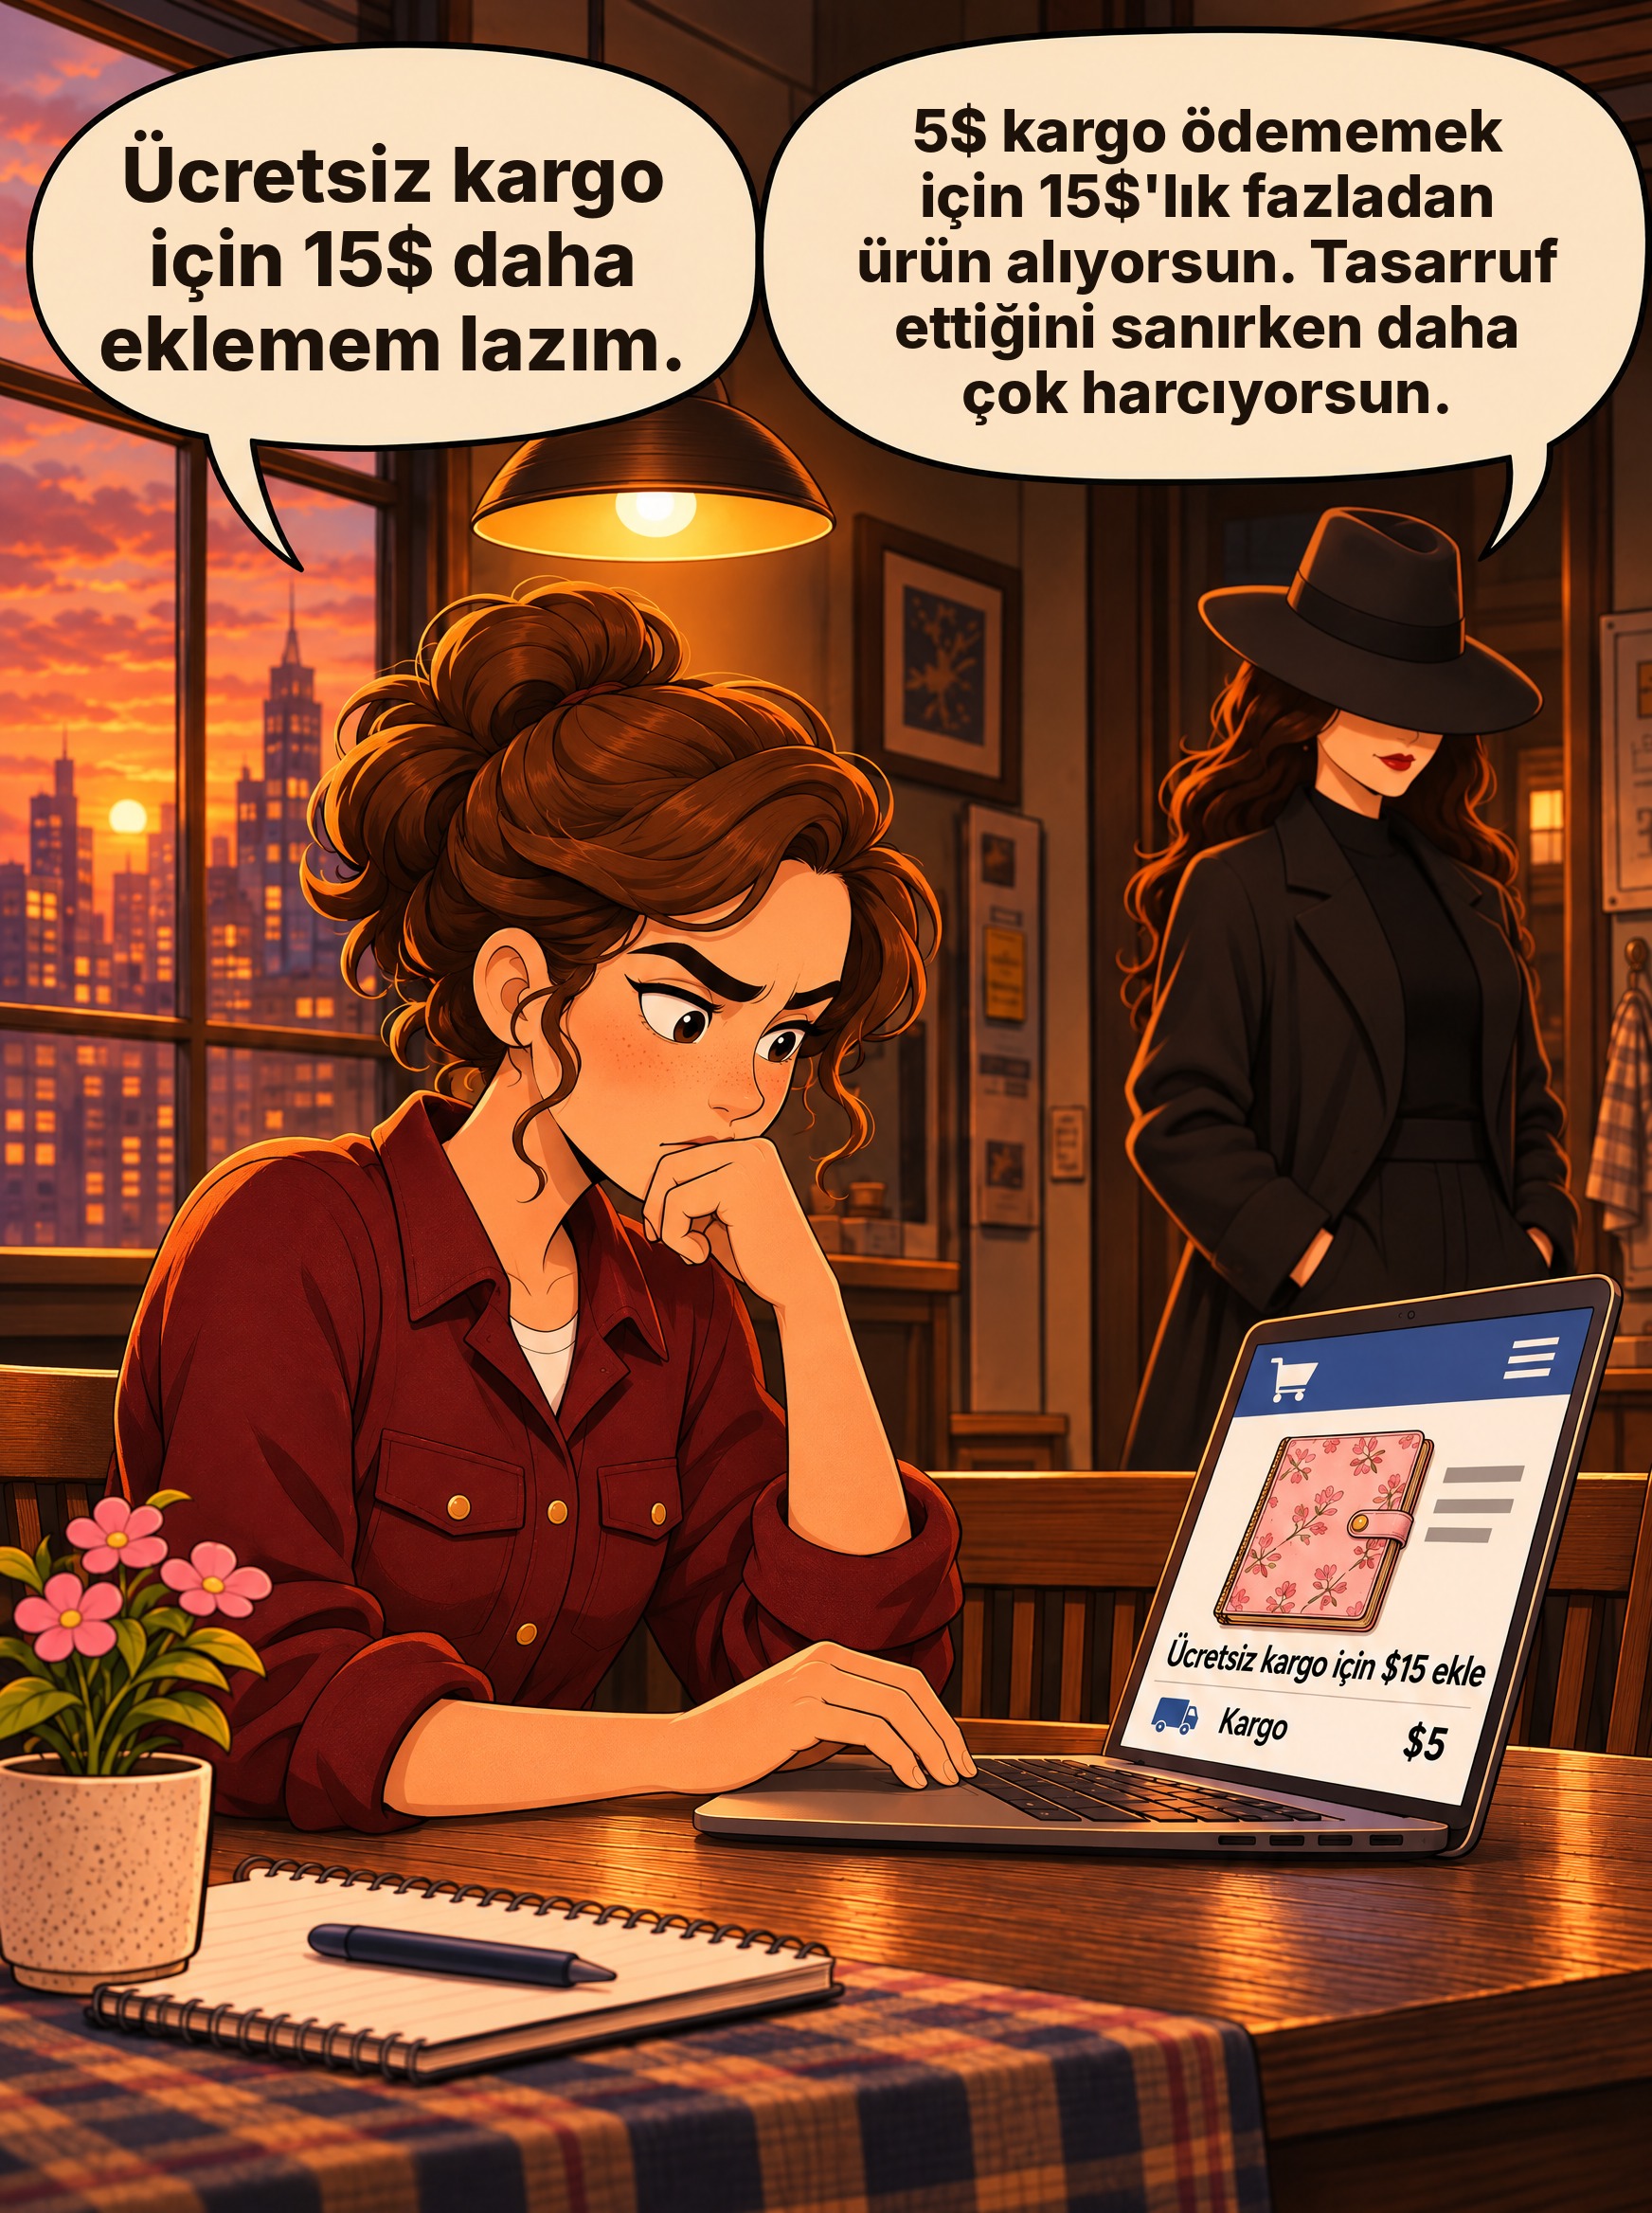 Ücretsiz kargo
için 15$ daha
eklemem lazım.
5$ kargo ödememek
için 15$'lık fazladan
ürün alıyorsun. Tasarruf
ettiğini sanırken daha
çok harcıyorsun.
Ücretsiz kargo için $15 ekle
Kargo $5